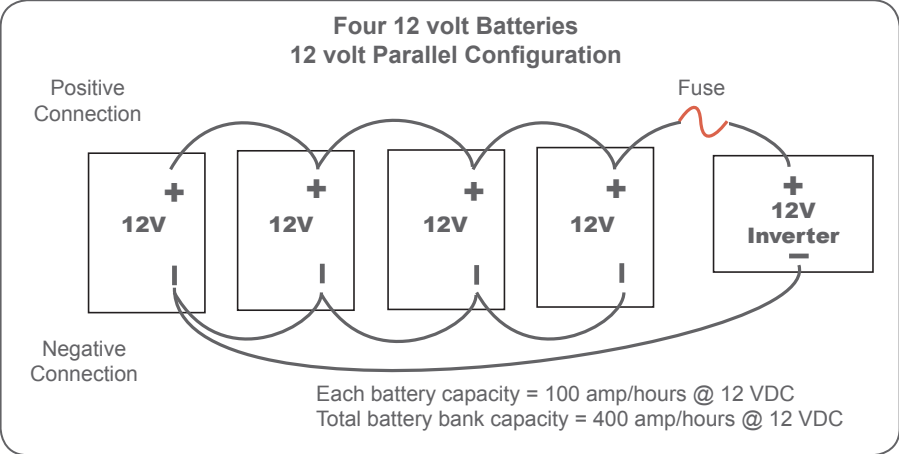 Four 12 volt Batteries
12 volt Parallel Configuration
Positive
Connection
Fuse
+
+
+
+
+
12V
12V
12V
12V
12V
Inverter
–
–
–
–
–
Negative
Connection
Each battery capacity = 100 amp/hours @ 12 VDC
Total battery bank capacity = 400 amp/hours @ 12 VDC